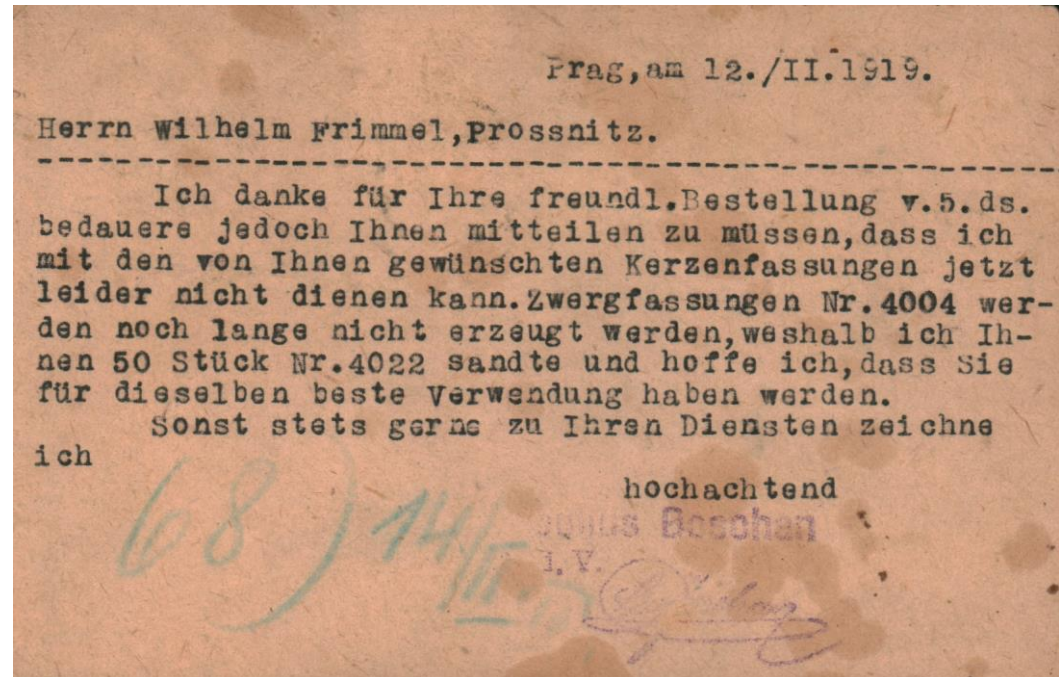 Prag,am 12./II.1919.
Herrn Wilhelm Frimmel,Prossnitz.
Ich danke für Ihre freundl.Bestellung v.5.ds.
bedauere jedoch Ihnen mitteilen zu müssen,dass ich
mit den von Ihnen gewünschten Kerzenfassungen jetzt
leider nicht dienen kann.Zwergfassungen Nr.4004 wer-
den noch lange nicht erzeugt werden,weshalb ich Ih-
nen 50 Stück Nr.4022 sandte und hoffe ich,dass Sie
für dieselben beste Verwendung haben werden.
Sonst stets gerne zu Ihren Diensten zeichne
ich
hochachtend
68) 14/II
Boschan
I.V.